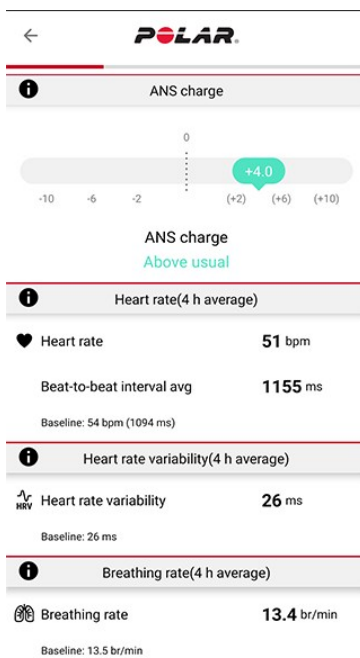 POLAR.
ANS charge
0
+4.0
-10 -6 -2 (+2) (+6) (+10)
ANS charge
Above usual
Heart rate(4 h average)
Heart rate 51 bpm
Beat-to-beat interval avg 1155 ms
Baseline: 54 bpm (1094 ms)
Heart rate variability(4 h average)
HRV Heart rate variability 26 ms
Baseline: 26 ms
Breathing rate(4 h average)
Breathing rate 13.4 br/min
Baseline: 13.5 br/min